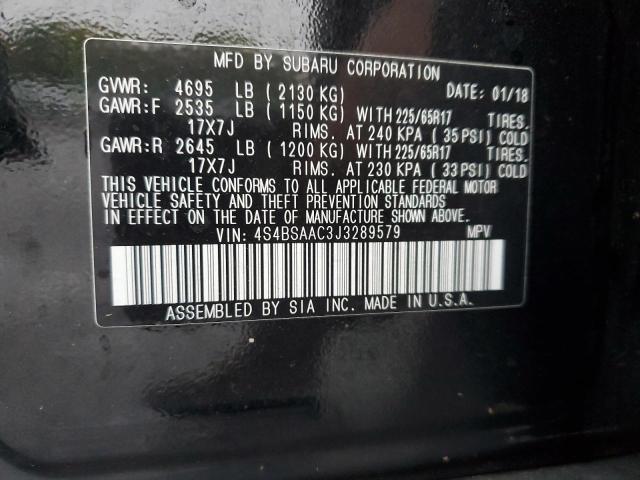 MFD BY SUBARU CORPORATION
GVWR: 4695 LB ( 2130 KG) DATE: 01/18
GAWR:F 2535 LB ( 1150 KG) WITH 225/65R17 TIRES.
17X7J RIMS. AT 240 KPA ( 35 PSI) COLD
GAWR:R 2645 LB ( 1200 KG) WITH 225/65R17 TIRES.
17X7J RIMS. AT 230 KPA ( 33 PSI) COLD
THIS VEHICLE CONFORMS TO ALL APPLICABLE FEDERAL MOTOR
VEHICLE SAFETY AND THEFT PREVENTION STANDARDS
IN EFFECT ON THE DATE OF MANUFACTURE SHOWN ABOVE.
VIN: 4S4BSAAC3J3289579 MPV
ASSEMBLED BY SIA INC. MADE IN U.S.A.